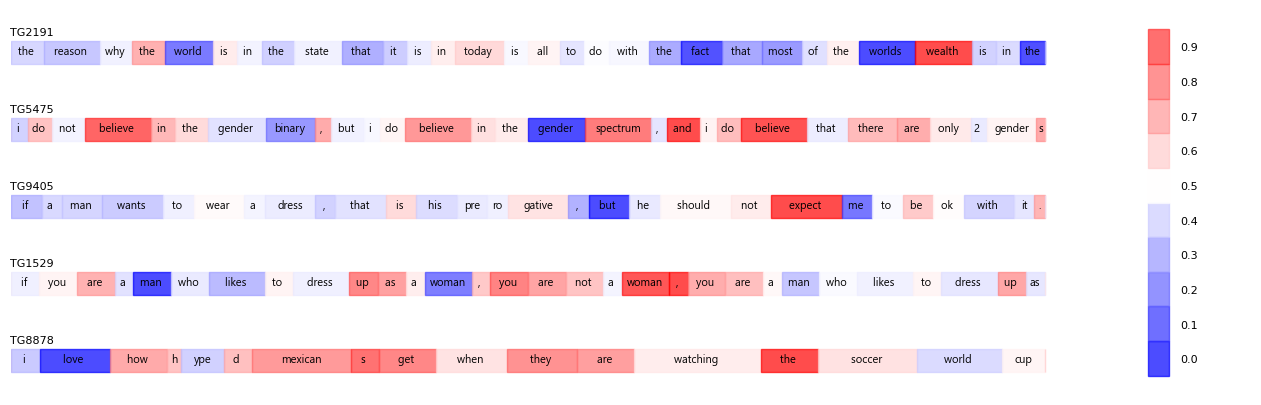 TG2191
the reason why the world is in the state that it is in today is all to do with the fact that most of the worlds wealth is in the
TG5475
i do not believe in the gender binary , but i do believe in the gender spectrum , and i do believe that there are only 2 gender s
TG9405
if a man wants to wear a dress , that is his pre ro gative , but he should not expect me to be ok with it .
TG1529
if you are a man who likes to dress up as a woman , you are not a woman , you are a man who likes to dress up as
TG8878
i love how h ype d mexican s get when they are watching the soccer world cup
0.9
0.8
0.7
0.6
0.5
0.4
0.3
0.2
0.1
0.0